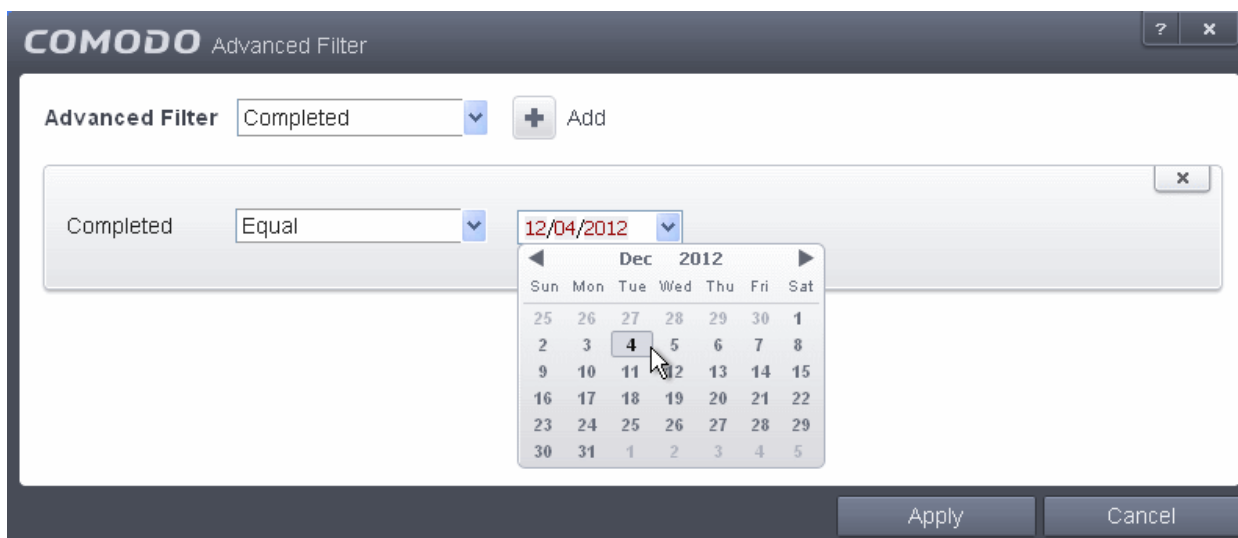 COMODO Advanced Filter ? x
Advanced Filter Completed + Add
x
Completed Equal 12/04/2012
Dec 2012
Sun Mon Tue Wed Thu Fri Sat
25 26 27 28 29 30 1
2 3 4 5 6 7 8
9 10 11 12 13 14 15
16 17 18 19 20 21 22
23 24 25 26 27 28 29
30 31 1 2 3 4 5
Apply Cancel